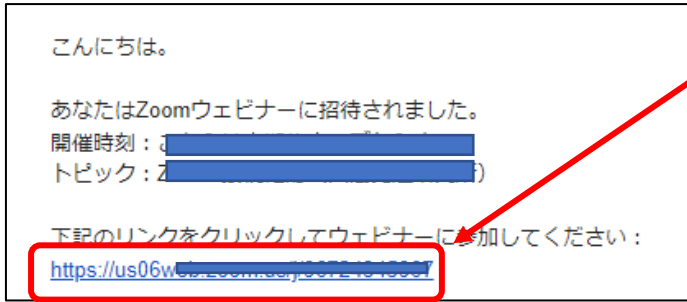 こんにちは。
あなたはZoomウェビナーに招待されました。
開催時刻：
トピック：Z
下記のリンクをクリックしてウェビナーに参加してください：
https://us06w